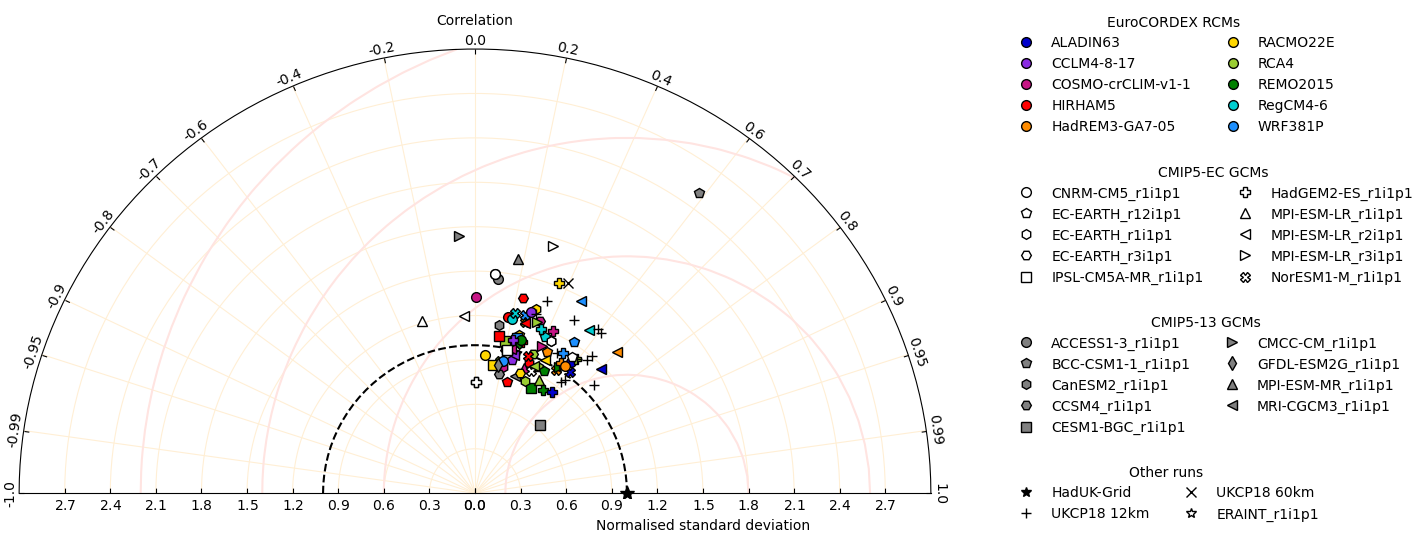 Correlation
-1.0
-0.99
-0.95
-0.9
-0.8
-0.7
-0.6
-0.4
-0.2
0.0
0.2
0.4
0.6
0.7
0.8
0.9
0.95
0.99
1.0
2.7 2.4 2.1 1.8 1.5 1.2 0.9 0.6 0.3 0.0 0.3 0.6 0.9 1.2 1.5 1.8 2.1 2.4 2.7
Normalised standard deviation
EuroCORDEX RCMs
ALADIN63 RACMO22E
CCLM4-8-17 RCA4
COSMO-crCLIM-v1-1 REMO2015
HIRHAM5 RegCM4-6
HadREM3-GA7-05 WRF381P
CMIP5-EC GCMs
CNRM-CM5_r1i1p1 HadGEM2-ES_r1i1p1
EC-EARTH_r12i1p1 MPI-ESM-LR_r1i1p1
EC-EARTH_r1i1p1 MPI-ESM-LR_r2i1p1
EC-EARTH_r3i1p1 MPI-ESM-LR_r3i1p1
IPSL-CM5A-MR_r1i1p1 NorESM1-M_r1i1p1
CMIP5-13 GCMs
ACCESS1-3_r1i1p1 CMCC-CM_r1i1p1
BCC-CSM1-1_r1i1p1 GFDL-ESM2G_r1i1p1
CanESM2_r1i1p1 MPI-ESM-MR_r1i1p1
CCSM4_r1i1p1 MRI-CGCM3_r1i1p1
CESM1-BGC_r1i1p1
Other runs
HadUK-Grid UKCP18 60km
UKCP18 12km ERAINT_r1i1p1